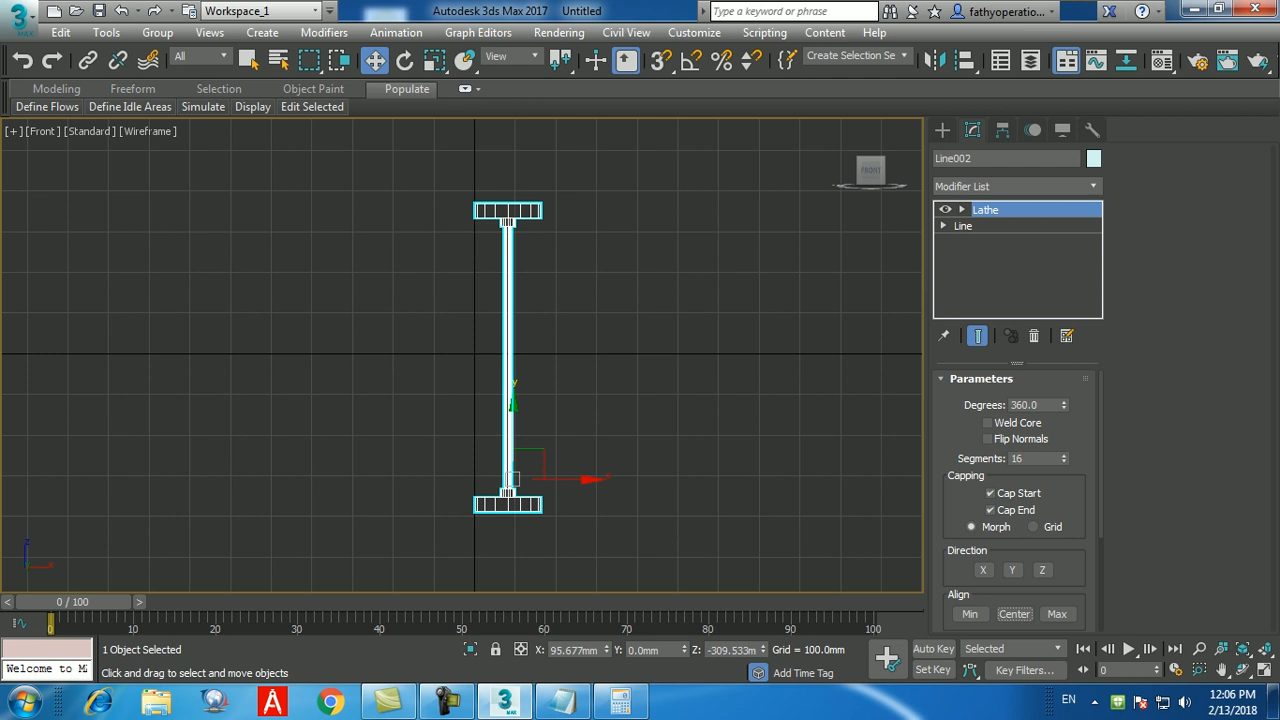 3 MAX Workspace_1 Autodesk 3ds Max 2017 Untitled Type a keyword or phrase fathyoperatio...
Edit Tools Group Views Create Modifiers Animation Graph Editors Rendering Civil View Customize Scripting Content Help
All View Create Selection Se
Modeling Freeform Selection Object Paint Populate
Define Flows Define Idle Areas Simulate Display Edit Selected
[+] [Front] [Standard] [Wireframe]
FRONT
Line002
Modifier List
Lathe
Line
y
x
z
x
Parameters
Degrees: 360.0
Weld Core
Flip Normals
Segments: 16
Capping
Cap Start
Cap End
Morph Grid
Direction
X Y Z
Align
Min Center Max
< 0 / 100 >
0 10 20 30 40 50 60 70 80 90 100
1 Object Selected X: 95.677mm Y: 0.0mm Z: -309.533mm Grid = 100.0mm Auto Key Selected
Welcome to M Click and drag to select and move objects Add Time Tag Set Key Key Filters... 0
EN 12:06 PM
2/13/2018